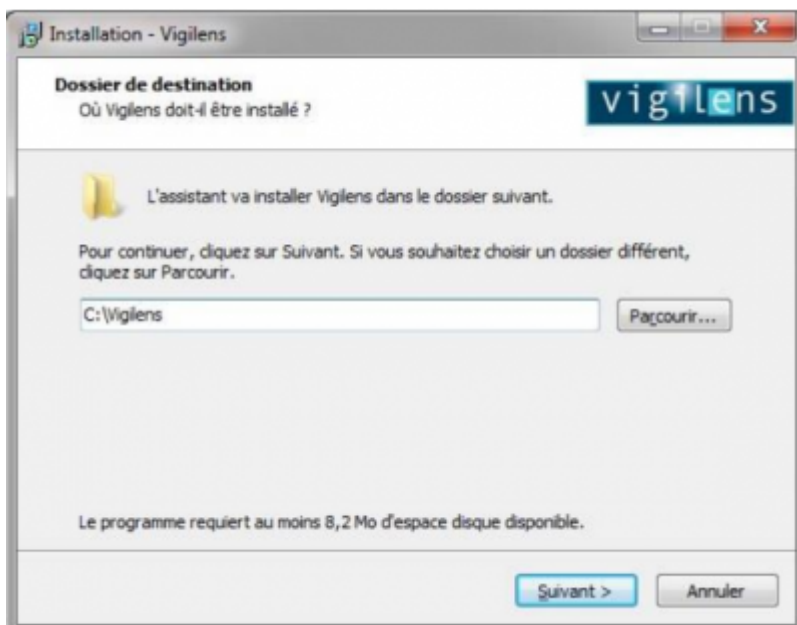 Installation - Vigilens
Dossier de destination
Où Vigilens doit-il être installé ?
vigilens
L'assistant va installer Vigilens dans le dossier suivant.
Pour continuer, cliquez sur Suivant. Si vous souhaitez choisir un dossier différent,
cliquez sur Parcourir.
C:\Vigilens
Parcourir...
Le programme requiert au moins 8,2 Mo d'espace disque disponible.
Suivant >
Annuler